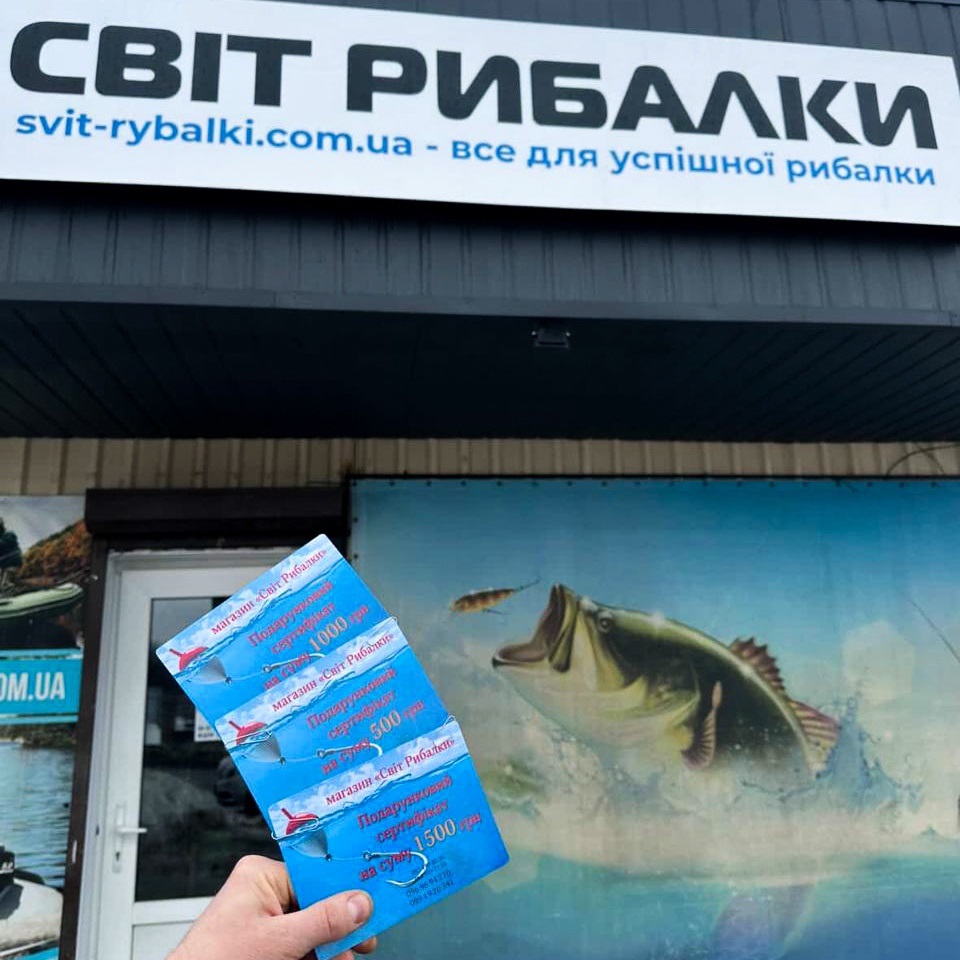 СВІТ РИБАЛКИ
svit-rybalki.com.ua - все для успішної рибалки
OM.UA
магазин «Світ Рибалки»
Подарунковий
сертифікат
на суму 1000 грн
магазин «Світ Рибалки»
Подарунковий
сертифікат
на суму 500 грн
магазин «Світ Рибалки»
Подарунковий
сертифікат
на суму 1500 грн